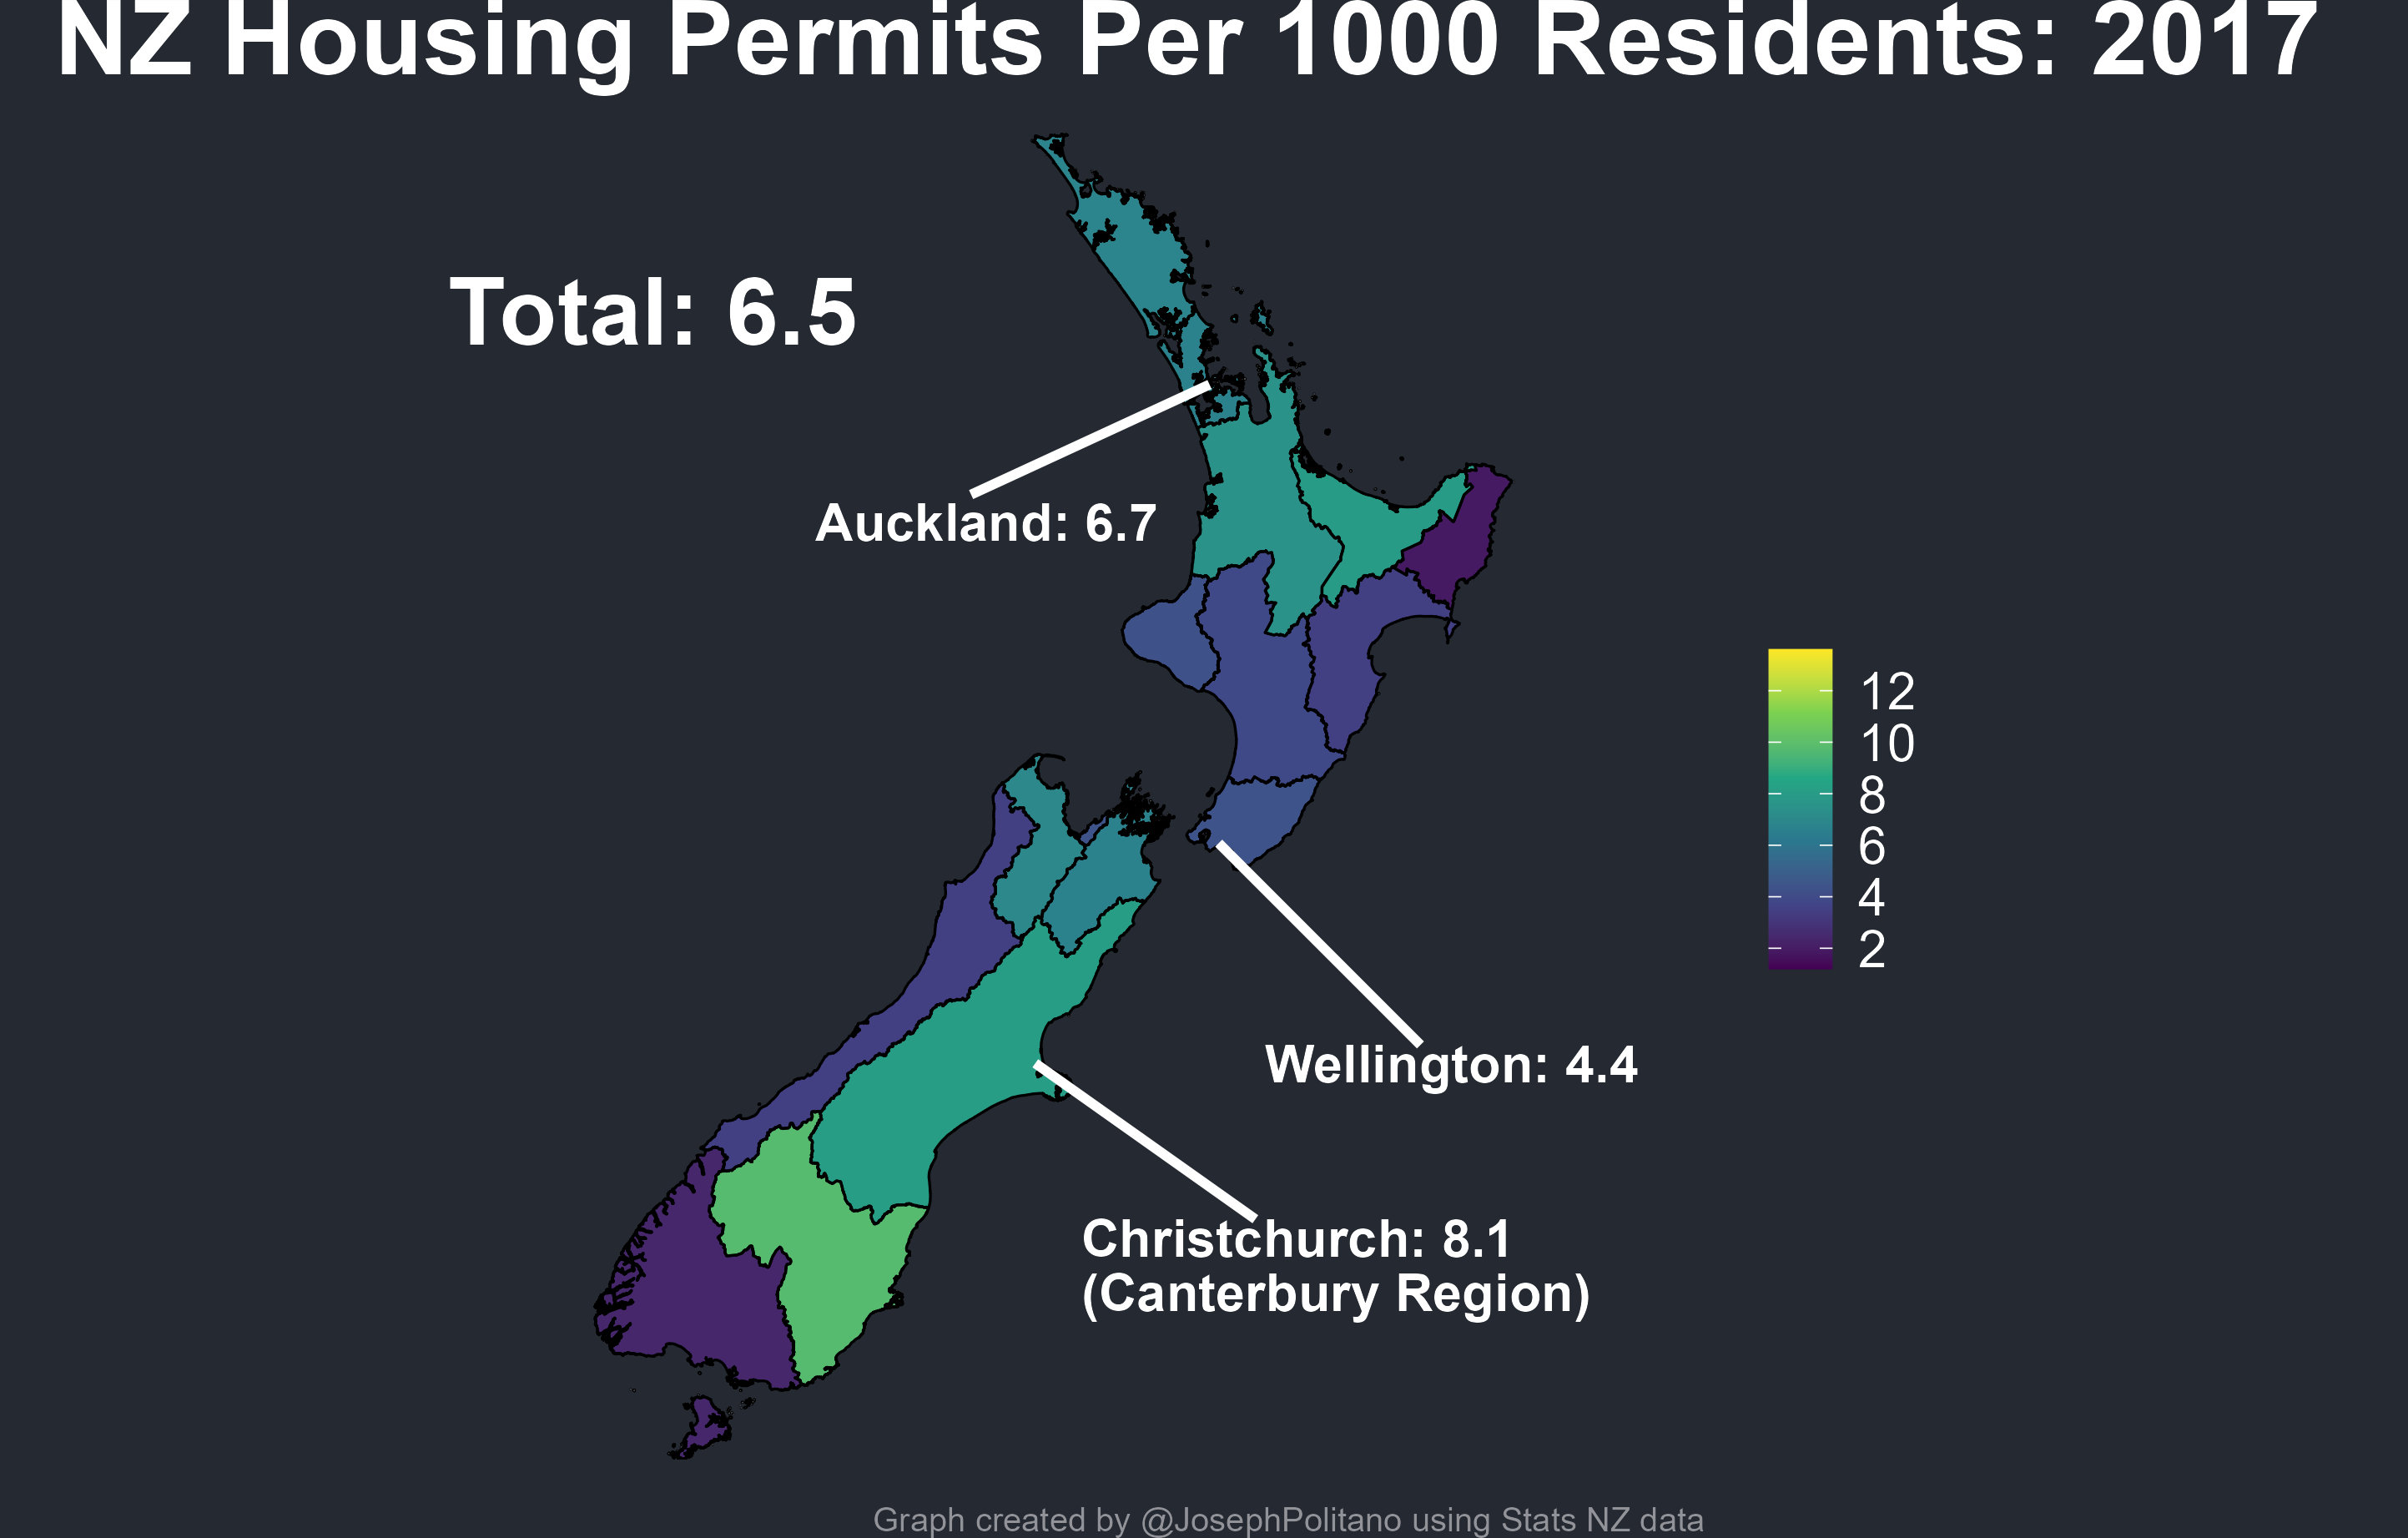 NZ Housing Permits Per 1000 Residents: 2017
Total: 6.5
Auckland: 6.7
12
10
8
6
4
2
Wellington: 4.4
Christchurch: 8.1
(Canterbury Region)
Graph created by @JosephPolitano using Stats NZ data